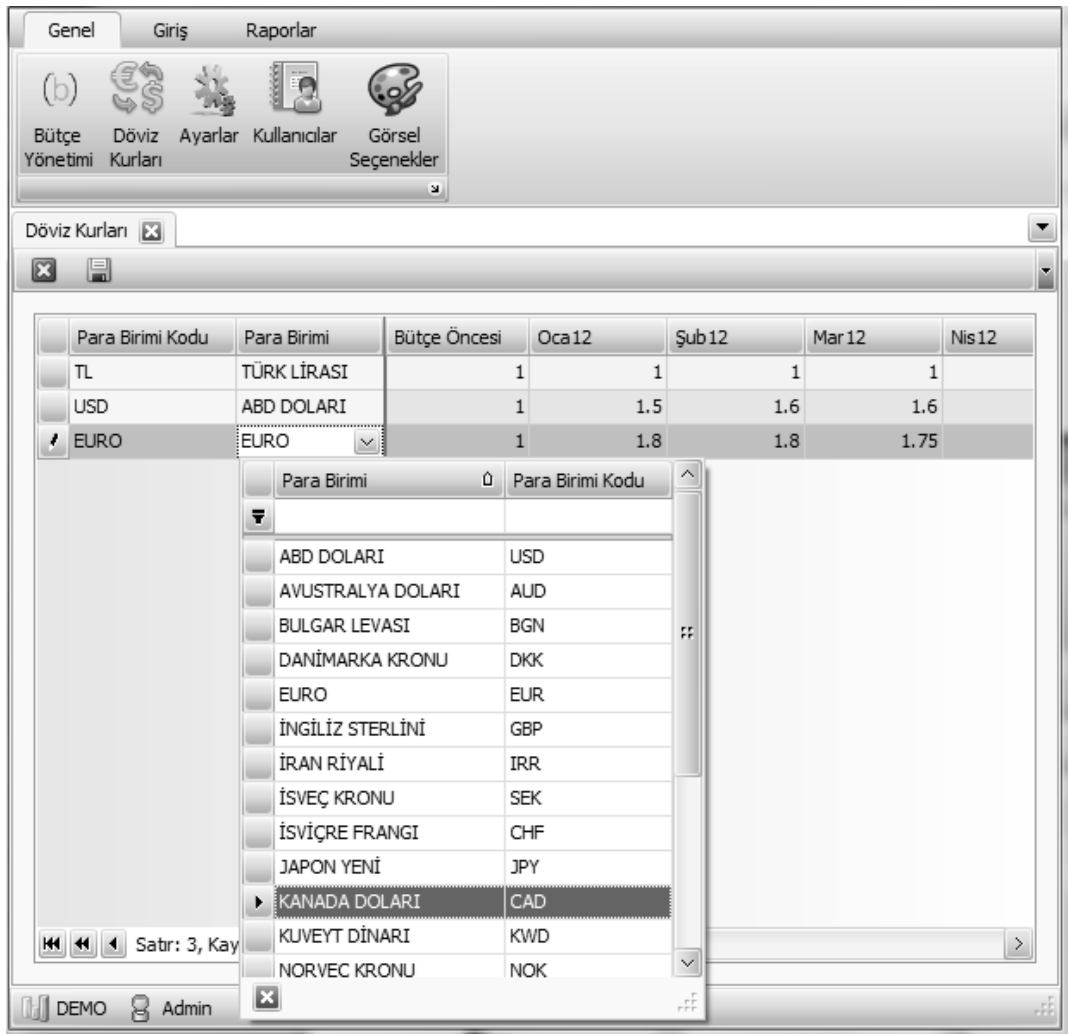 Genel Giriş Raporlar
(b)
Bütçe Yönetimi Döviz Kurları Ayarlar Kullanıcılar Görsel Seçenekler
Döviz Kurları
Para Birimi Kodu Para Birimi Bütçe Öncesi Oca12 Şub12 Mar12 Nis12
TL TÜRK LİRASI 1 1 1 1
USD ABD DOLARI 1 1.5 1.6 1.6
EURO EURO 1 1.8 1.8 1.75
Para Birimi Para Birimi Kodu
ABD DOLARI USD
AVUSTRALYA DOLARI AUD
BULGAR LEVASI BGN
DANİMARKA KRONU DKK
EURO EUR
İNGİLİZ STERLİNİ GBP
İRAN RİYALİ IRR
İSVEÇ KRONU SEK
İSVİÇRE FRANGI CHF
JAPON YENİ JPY
KANADA DOLARI CAD
KUVEYT DİNARI KWD
NORVEÇ KRONU NOK
Satır: 3, Kay
DEMO Admin